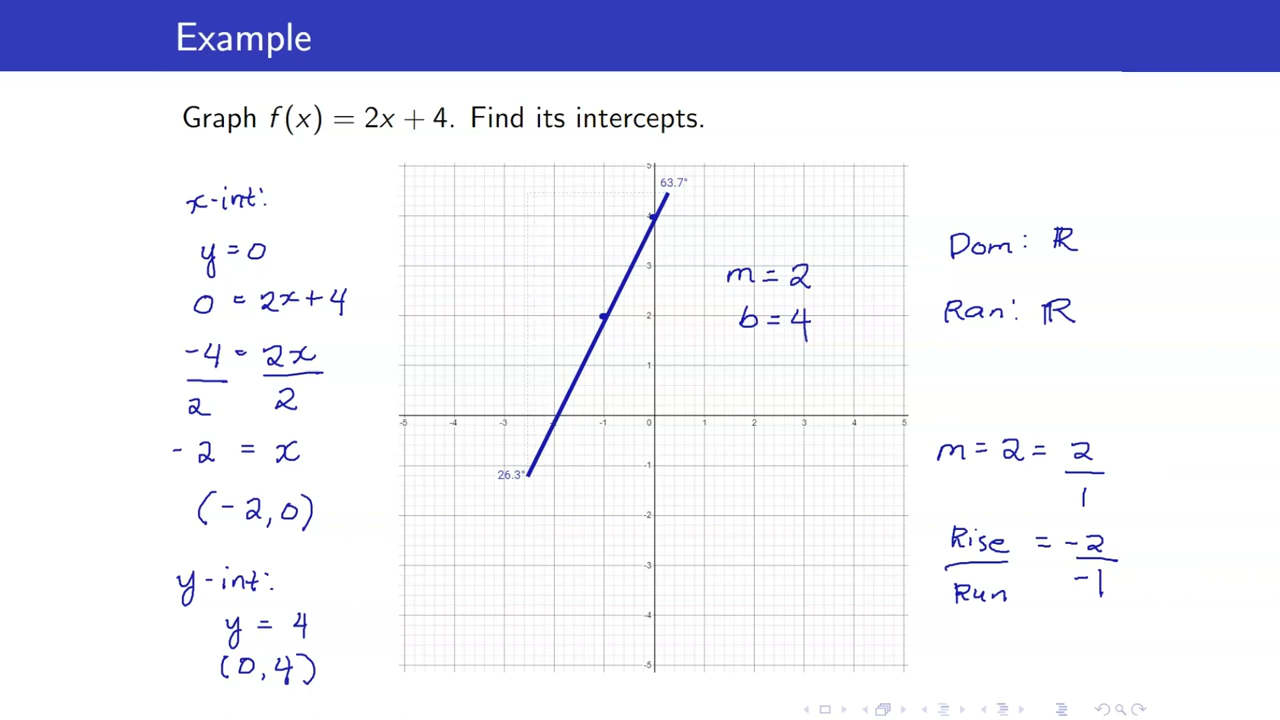 Example
Graph f(x) = 2x + 4. Find its intercepts.
x-int:
y = 0
0 = 2x + 4
-4 = 2x
2 2
-2 = x
(-2, 0)
y-int:
y = 4
(0, 4)
63.7°
26.3°
5
4
3
2
1
0
-1
-2
-3
-4
-5
-5 -4 -3 -2 -1 1 2 3 4 5
m = 2
b = 4
Dom: ℝ
Ran: ℝ
m = 2 = 2
1
Rise = -2
Run -1